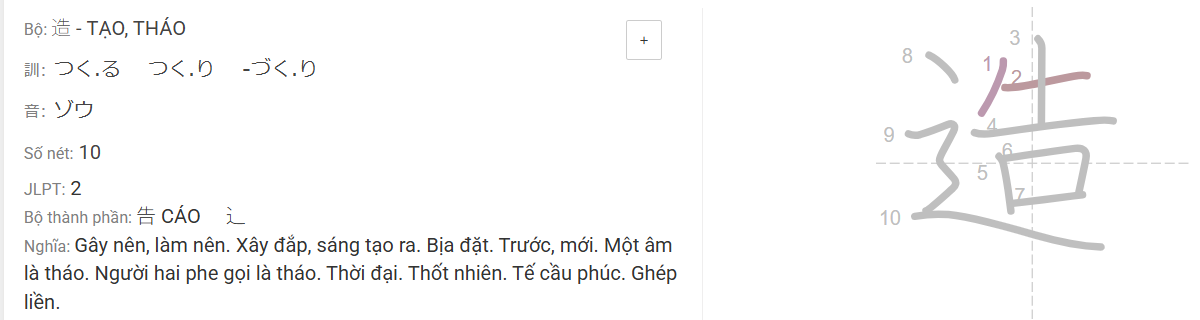 Bộ: 造 - TẠO, THÁO
+
訓: つく.る つく.り -づく.り
音: ゾウ
Số nét: 10
JLPT: 2
Bộ thành phần: 告 CÁO ⻌
Nghĩa: Gây nên, làm nên. Xây đắp, sáng tạo ra. Bịa đặt. Trước, mới. Một âm
là tháo. Người hai phe gọi là tháo. Thời đại. Thốt nhiên. Tế cầu phúc. Ghép
liền.
造
1
2
3
4
5
6
7
8
9
10